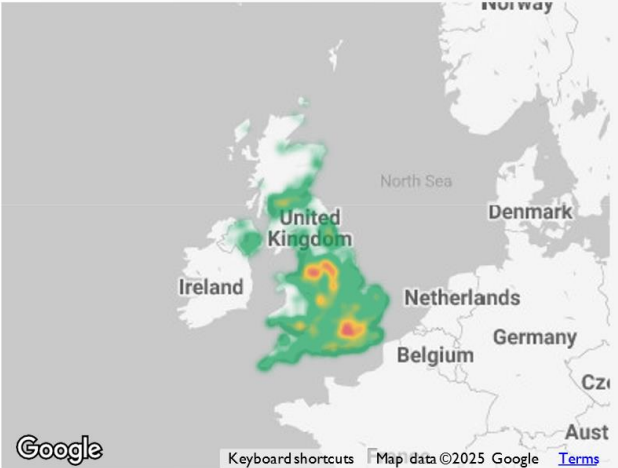 Norway
North Sea
Denmark
United
Kingdom
Ireland
Netherlands
Germany
Belgium
Aust
Google
Keyboard shortcuts Map data ©2025 Google Terms